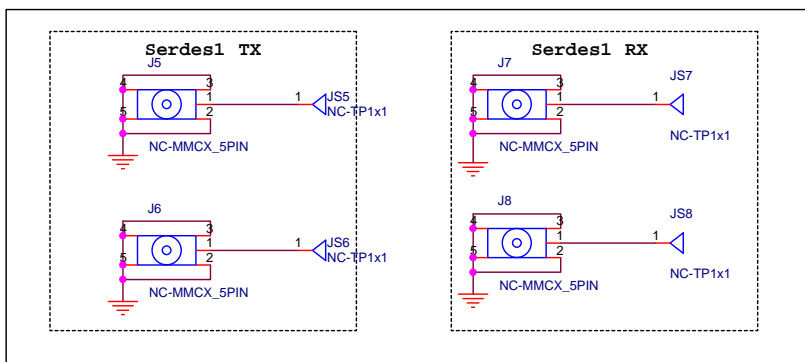 Serdes1 TX
J5
4
3
1
1
JS5
5
2
NC-TP1x1
NC-MMCX_5PIN
J6
4
3
1
1
JS6
5
2
NC-TP1x1
NC-MMCX_5PIN
Serdes1 RX
J7
4
3
1
1
JS7
5
2
NC-TP1x1
NC-MMCX_5PIN
J8
4
3
1
1
JS8
5
2
NC-TP1x1
NC-MMCX_5PIN